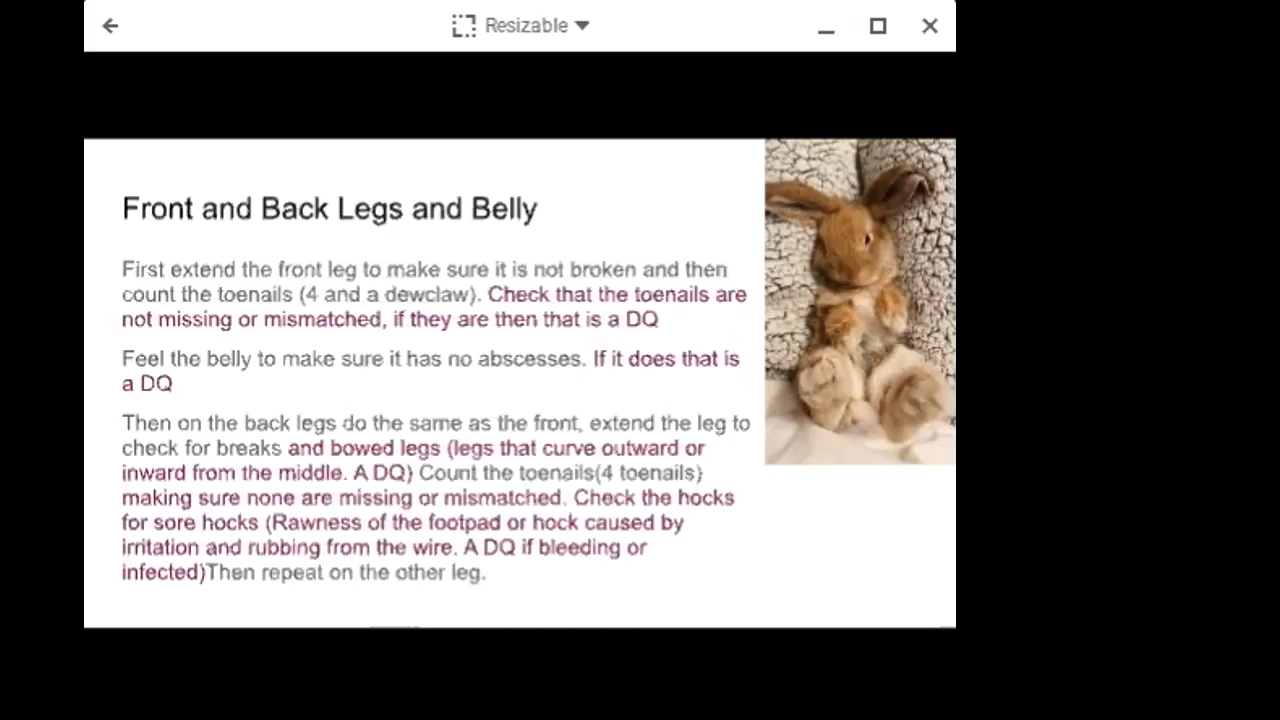 Resizable
Front and Back Legs and Belly
First extend the front leg to make sure it is not broken and then
count the toenails (4 and a dewclaw). Check that the toenails are
not missing or mismatched, if they are then that is a DQ
Feel the belly to make sure it has no abscesses. If it does that is
a DQ
Then on the back legs do the same as the front, extend the leg to
check for breaks and bowed legs (legs that curve outward or
inward from the middle. A DQ) Count the toenails(4 toenails)
making sure none are missing or mismatched. Check the hocks
for sore hocks (Rawness of the footpad or hock caused by
irritation and rubbing from the wire. A DQ if bleeding or
infected)Then repeat on the other leg.